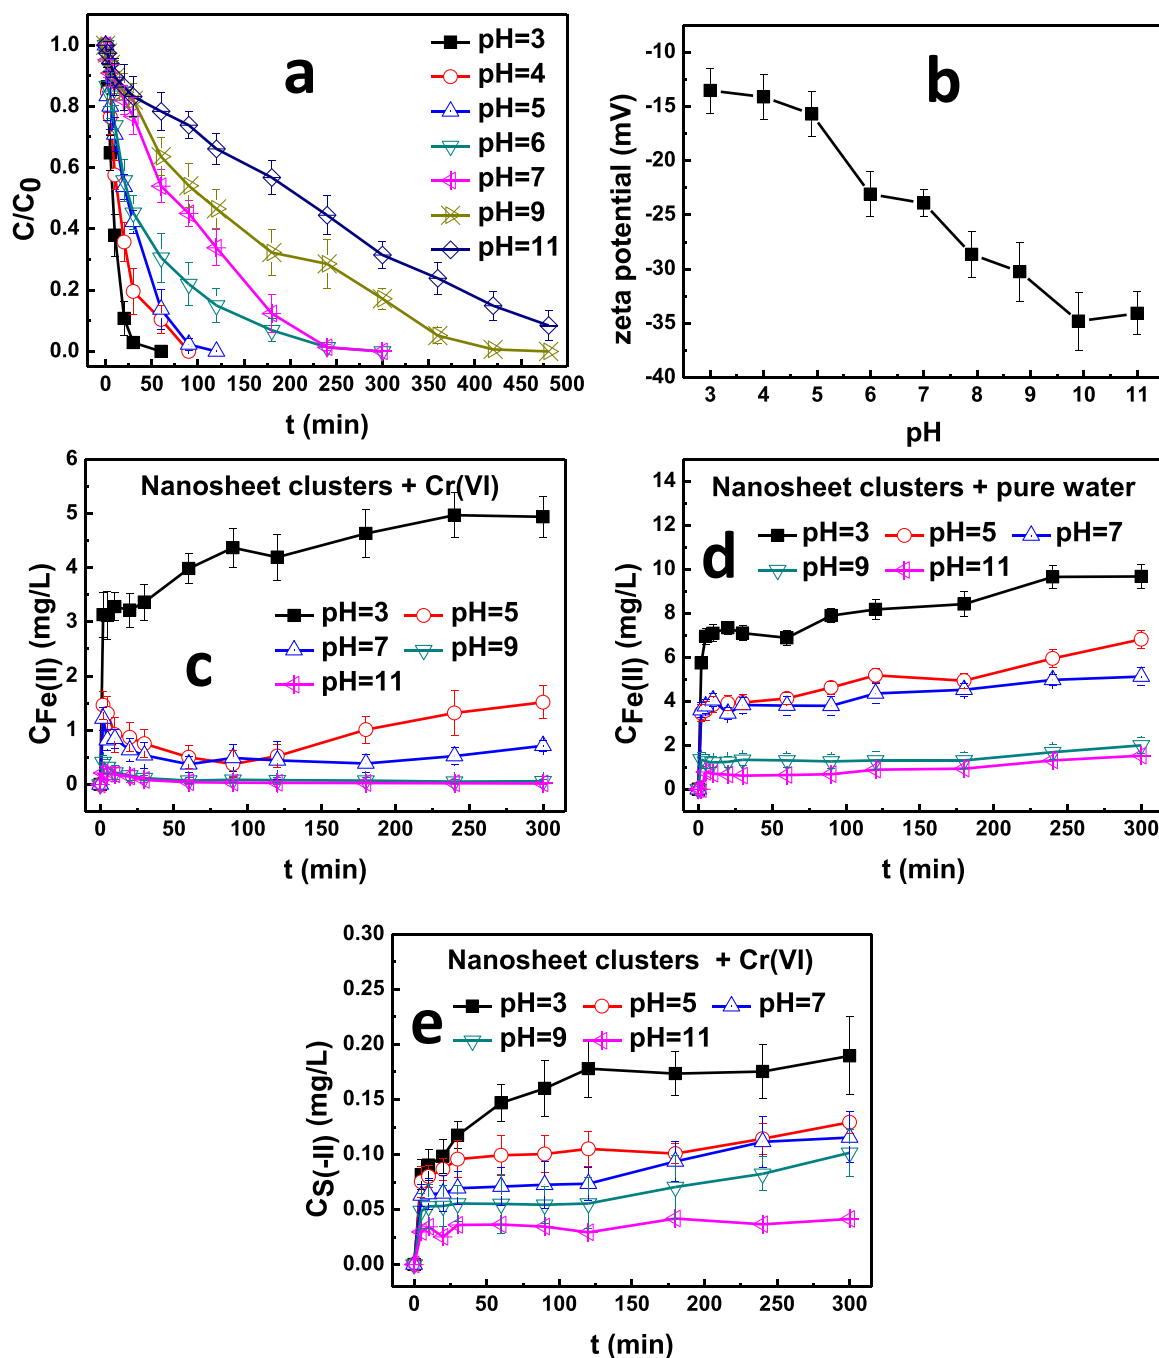 a
pH=3
pH=4
pH=5
pH=6
pH=7
pH=9
pH=11
1.0
0.8
0.6
0.4
0.2
0.0
C/C0
0 50 100 150 200 250 300 350 400 450 500
t (min)
b
-10
-15
-20
-25
-30
-35
-40
zeta potential (mV)
3 4 5 6 7 8 9 10 11
pH
Nanosheet clusters + Cr(VI)
6
5
4
3
2
1
0
CFe(II) (mg/L)
pH=3 pH=5
pH=7 pH=9
pH=11
c
0 50 100 150 200 250 300
t (min)
Nanosheet clusters + pure water
14
12
10
8
6
4
2
0
CFe(II) (mg/L)
pH=3 pH=5 pH=7
pH=9 pH=11
d
0 50 100 150 200 250 300
t (min)
Nanosheet clusters + Cr(VI)
0.30
0.25
0.20
0.15
0.10
0.05
0.00
CS(-II) (mg/L)
pH=3 pH=5 pH=7
pH=9 pH=11
e
0 50 100 150 200 250 300
t (min)